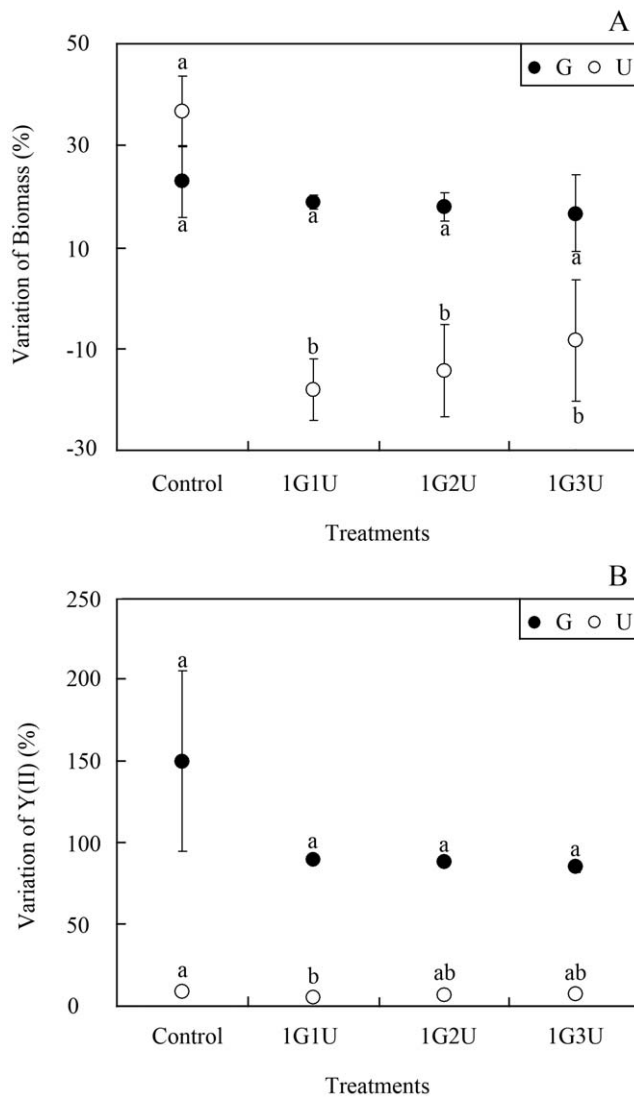 A
50
● G ○ U
a
30
Variation of Biomass (%)
a
a
a
10
a
-10
b
b
-30
b
Control 1G1U 1G2U 1G3U
Treatments
B
250
● G ○ U
a
200
Variation of Y(II) (%)
150
100
a a a
50
a b ab ab
0
Control 1G1U 1G2U 1G3U
Treatments